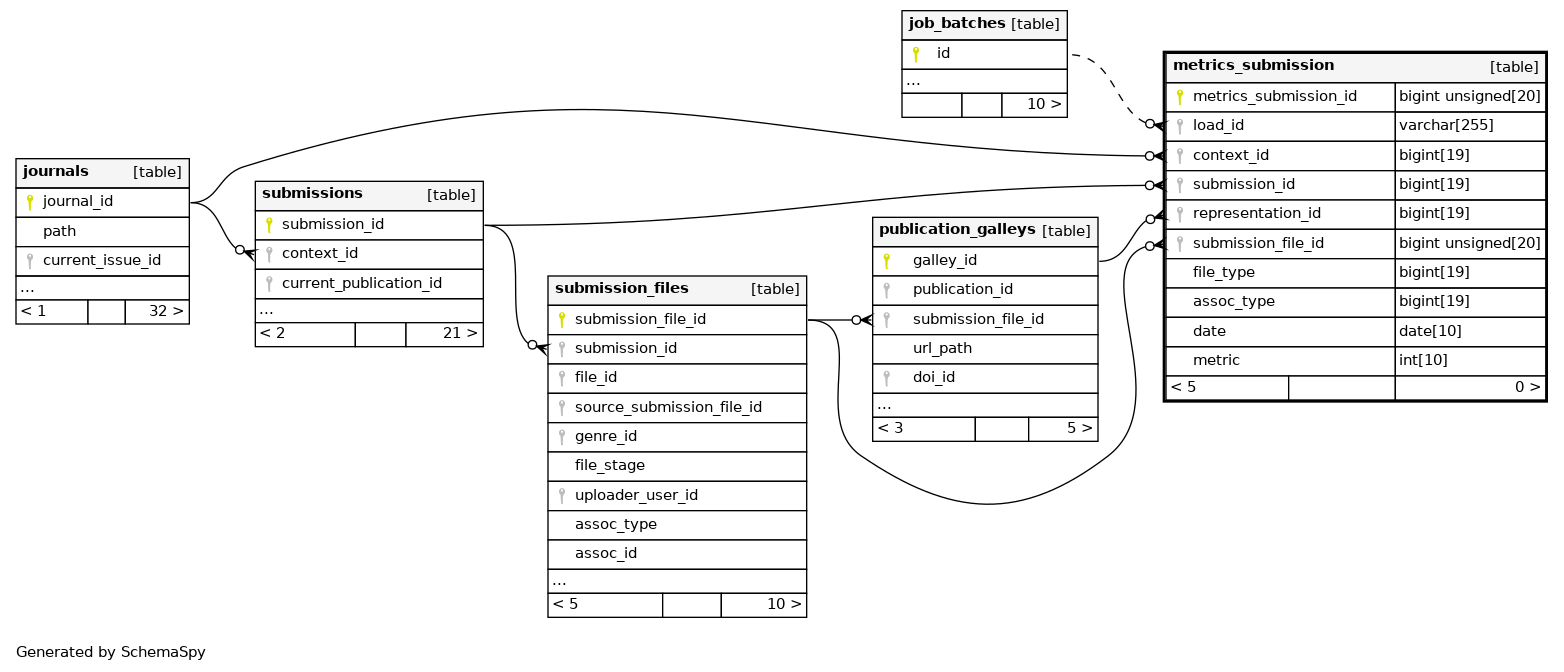 job_batches [table]
id
...
10 >
metrics_submission [table]
metrics_submission_id bigint unsigned[20]
load_id varchar[255]
context_id bigint[19]
submission_id bigint[19]
representation_id bigint[19]
submission_file_id bigint unsigned[20]
file_type bigint[19]
assoc_type bigint[19]
date date[10]
metric int[10]
< 5 0 >
journals [table]
journal_id
path
current_issue_id
...
< 1 32 >
submissions [table]
submission_id
context_id
current_publication_id
...
< 2 21 >
publication_galleys [table]
galley_id
publication_id
submission_file_id
url_path
doi_id
...
< 3 5 >
submission_files [table]
submission_file_id
submission_id
file_id
source_submission_file_id
genre_id
file_stage
uploader_user_id
assoc_type
assoc_id
...
< 5 10 >
Generated by SchemaSpy